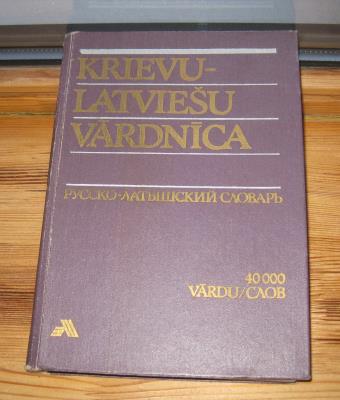 KRIEVU-
LATVIEŠU
VĀRDNĪCA
РУССКО-ЛАТЫШСКИЙ СЛОВАРЬ
40 000
VĀRDU/СЛОВ